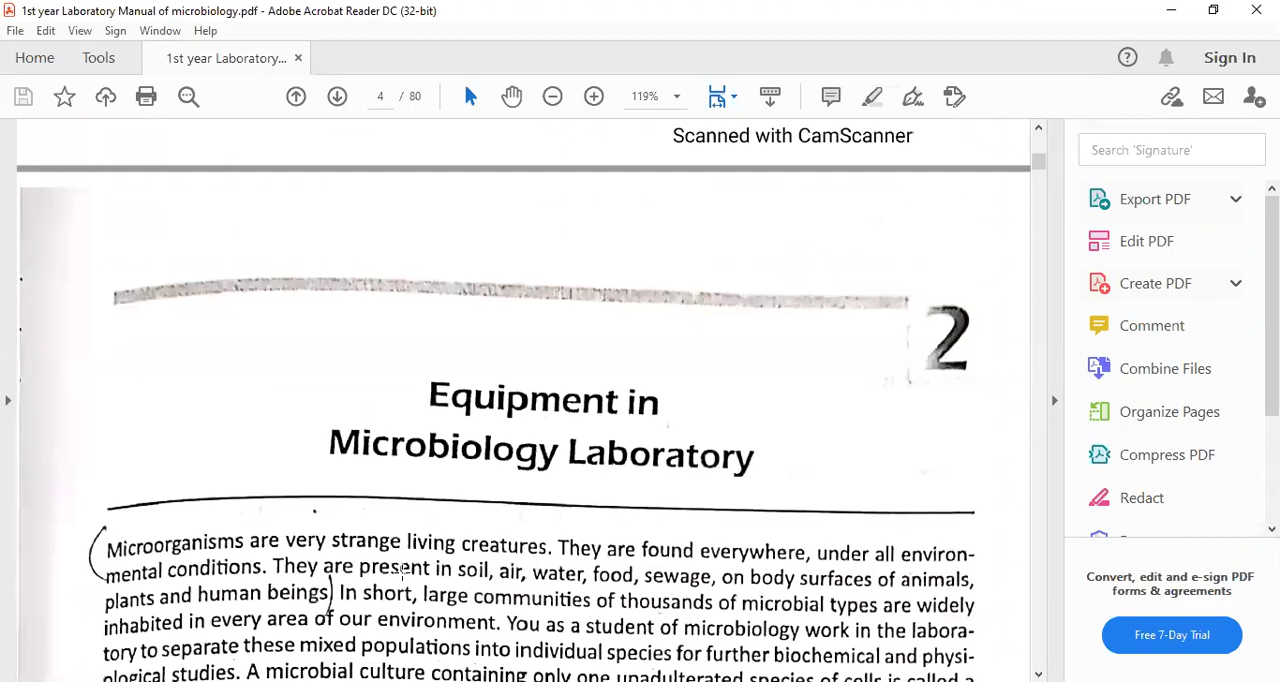 1st year Laboratory Manual of microbiology.pdf - Adobe Acrobat Reader DC (32-bit)
File Edit View Sign Window Help
Home Tools 1st year Laboratory... × Sign In
4 / 80 119%
Scanned with CamScanner
Search 'Signature'
Export PDF
Edit PDF
Create PDF
Comment
Combine Files
Organize Pages
Compress PDF
Redact
Convert, edit and e-sign PDF
forms & agreements
Free 7-Day Trial
2
Equipment in
Microbiology Laboratory
Microorganisms are very strange living creatures. They are found everywhere, under all environ-
mental conditions. They are present in soil, air, water, food, sewage, on body surfaces of animals,
plants and human beings) In short, large communities of thousands of microbial types are widely
inhabited in every area of our environment. You as a student of microbiology work in the labora-
tory to separate these mixed populations into individual species for further biochemical and physi-
ological studies. A microbial culture containing only one unadulterated species of cells is called a